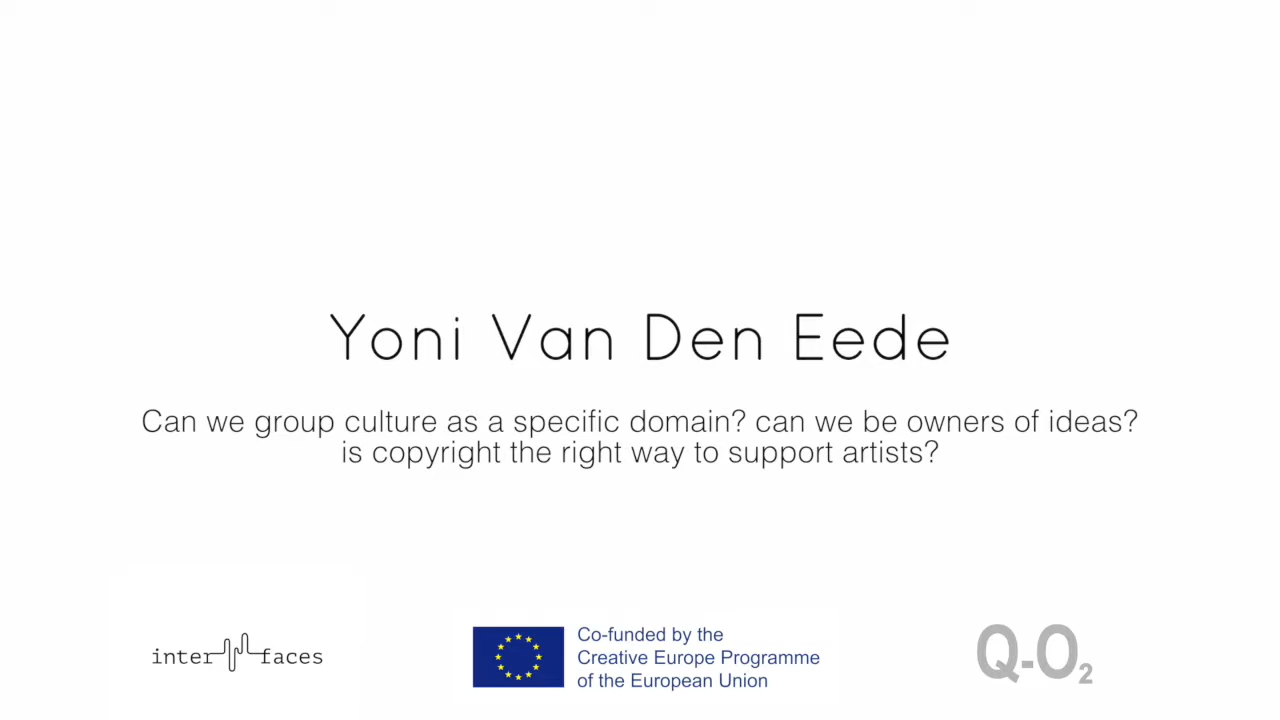 Yoni Van Den Eede
Can we group culture as a specific domain? can we be owners of ideas?
is copyright the right way to support artists?
inter faces
Co-funded by the
Creative Europe Programme
of the European Union
Q-O2